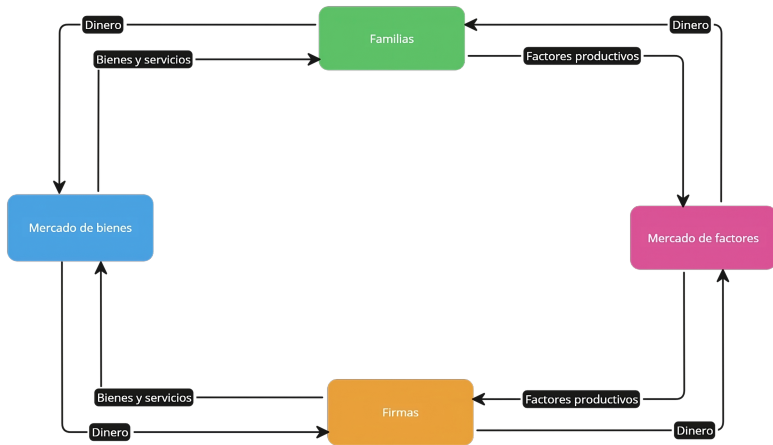 Dinero
Dinero
Familias
Bienes y servicios
Factores productivos
Mercado de bienes
Mercado de factores
Bienes y servicios
Factores productivos
Firmas
Dinero
Dinero